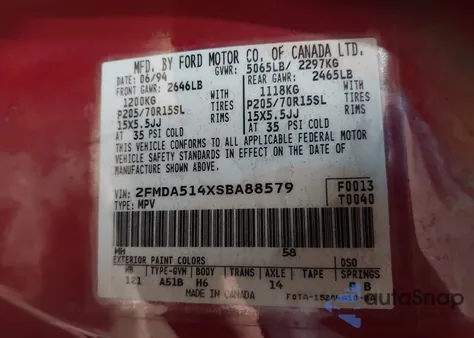 MFD. BY FORD MOTOR CO. OF CANADA LTD.
DATE: 06/94 GVWR: 5065LB/ 2297KG
FRONT GAWR: 2646LB REAR GAWR: 2465LB
1200KG WITH 1118KG WITH
P205/70R15SL TIRES P205/70R15SL TIRES
15X5.5JJ RIMS 15X5.5JJ RIMS
AT 35 PSI COLD AT 35 PSI COLD
THIS VEHICLE CONFORMS TO ALL APPLICABLE FEDERAL MOTOR
VEHICLE SAFETY STANDARDS IN EFFECT ON THE DATE OF
MANUFACTURE SHOWN ABOVE.
VIN: 2FMDA514XSBA88579 F0013
TYPE: MPV T0040
WH 58
EXTERIOR PAINT COLORS DSO
WB TYPE-GVN BODY TRANS AXLE TAPE SPRINGS
121 A51B H6 14 B
MADE IN CANADA
autoSnap